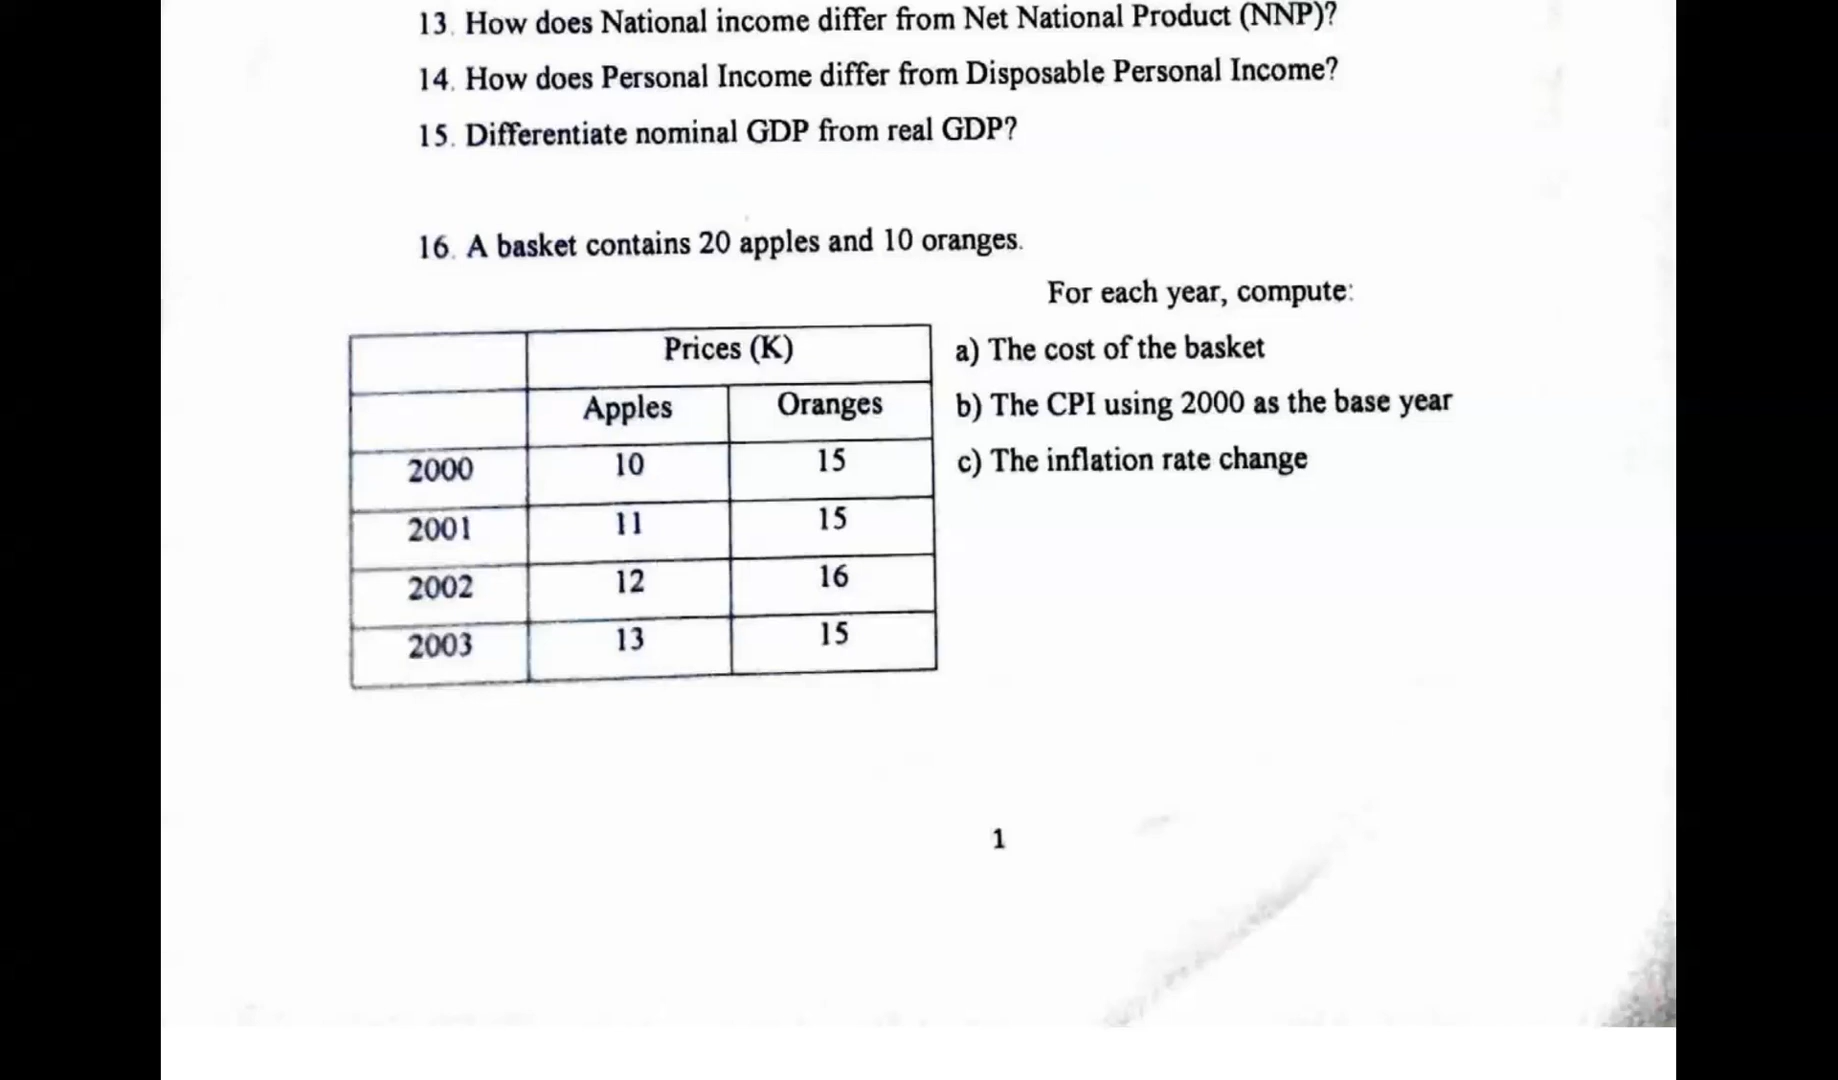 13. How does National income differ from Net National Product (NNP)?
14. How does Personal Income differ from Disposable Personal Income?
15. Differentiate nominal GDP from real GDP?
16. A basket contains 20 apples and 10 oranges.
For each year, compute:
Prices (K)
a) The cost of the basket
Apples Oranges
b) The CPI using 2000 as the base year
2000 10 15
c) The inflation rate change
2001 11 15
2002 12 16
2003 13 15
1